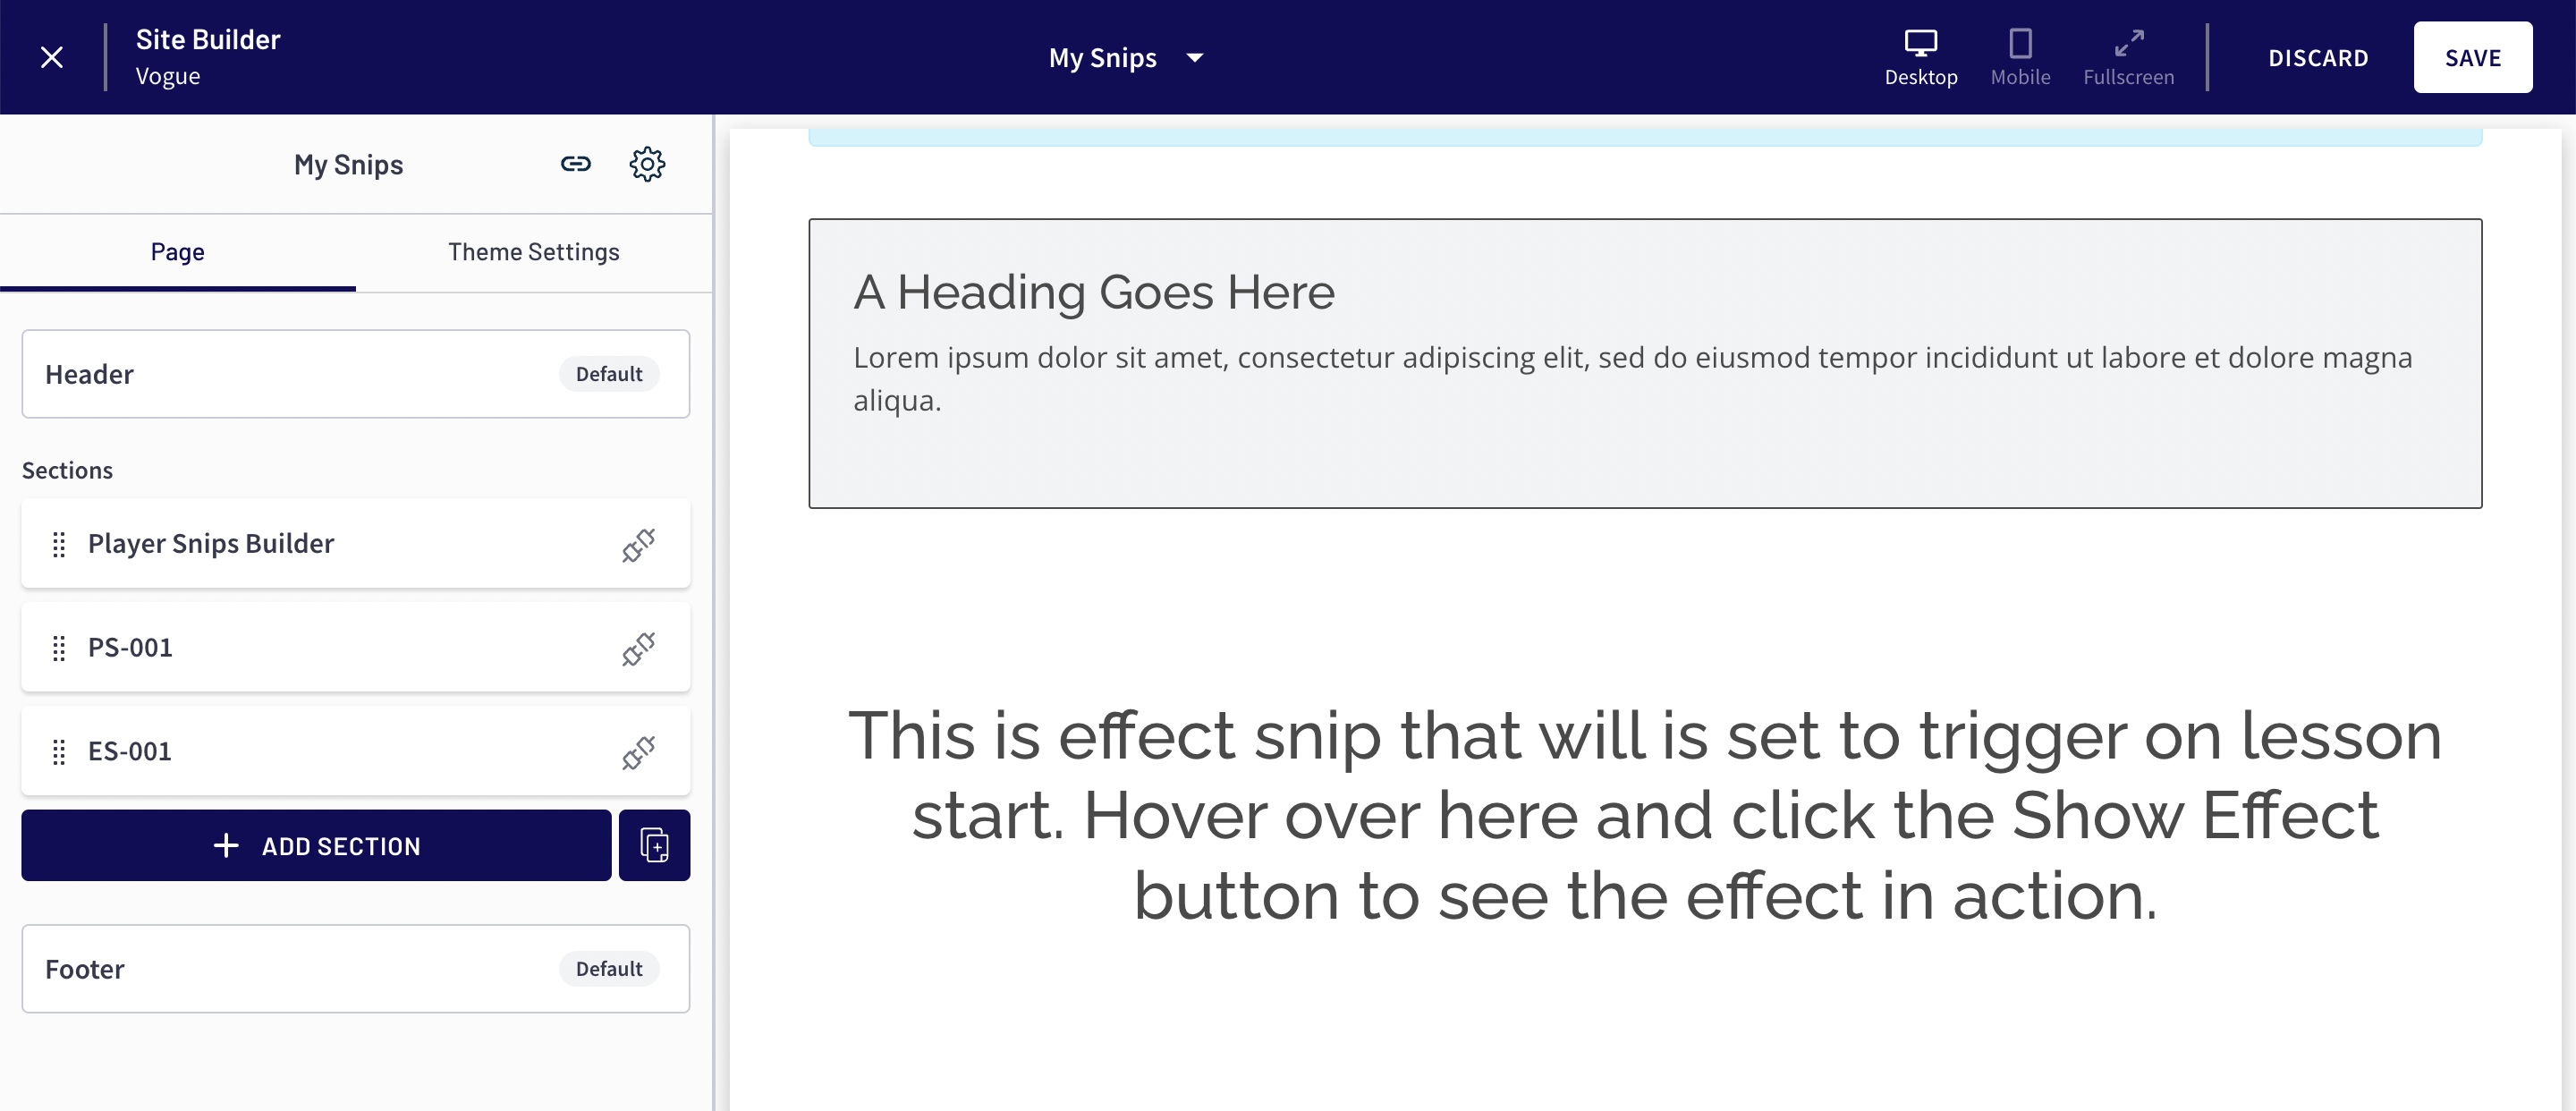 Site Builder
Vogue
My Snips
Desktop
Mobile
Fullscreen
DISCARD
SAVE
My Snips
Page
Theme Settings
Header
Default
Sections
Player Snips Builder
PS-001
ES-001
ADD SECTION
Footer
Default
A Heading Goes Here
Lorem ipsum dolor sit amet, consectetur adipiscing elit, sed do eiusmod tempor incididunt ut labore et dolore magna
aliqua.
This is effect snip that will is set to trigger on lesson
start. Hover over here and click the Show Effect
button to see the effect in action.